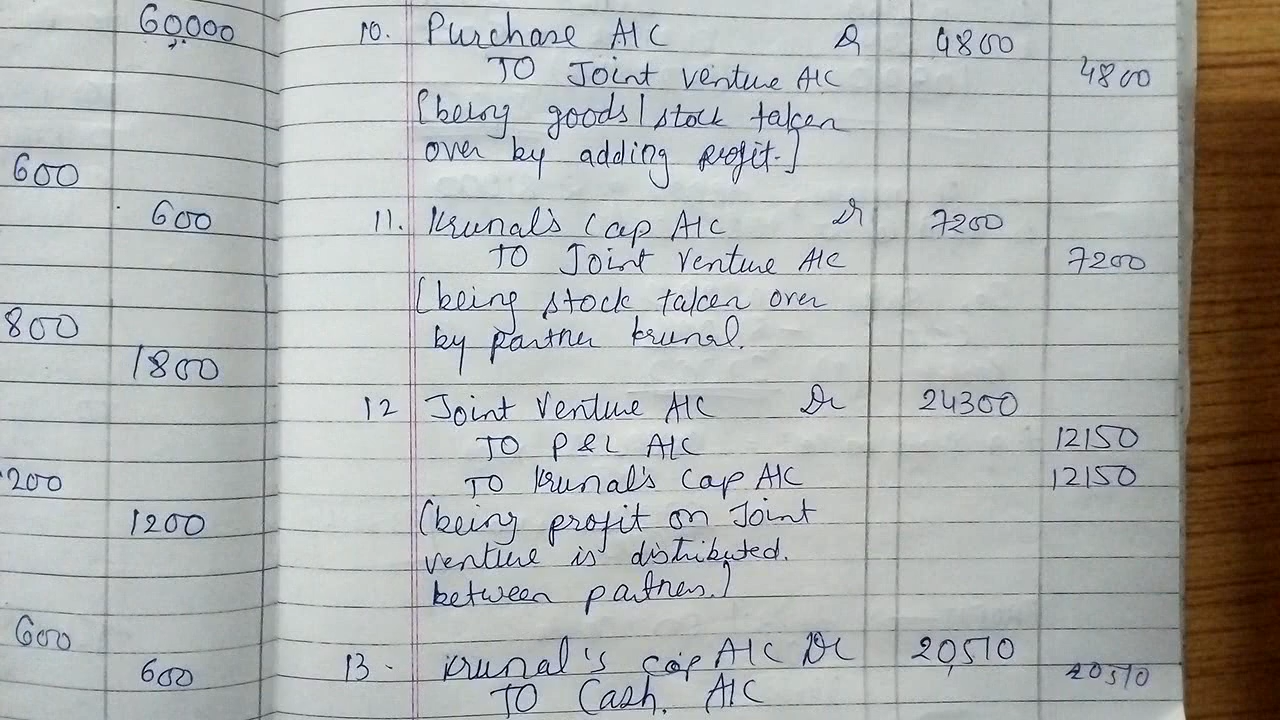 60000
600
600
800
1800
200
1200
600
600
10. Purchase A/C Dr 4800
TO Joint Venture A/C 4800
(being goods/stock taken
over by adding profit.)
11. Krunal's Cap A/C Dr 7200
TO Joint Venture A/C 7200
(being stock taken over
by partner krunal.
12 Joint Venture A/C Dr 24300
TO P&L A/C 12150
TO Krunal's Cap A/C 12150
(being profit on Joint
venture is distributed.
between partners.)
13- Krunal's cap A/C Dr 20510
TO Cash. A/C 20510